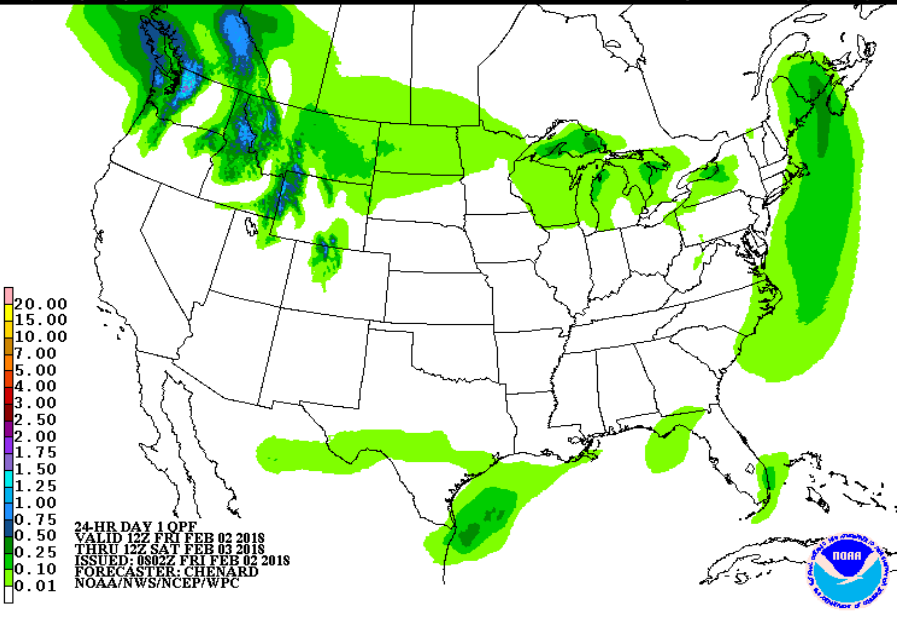 20.00
15.00
10.00
7.00
5.00
4.00
3.00
2.50
2.00
1.75
1.50
1.25
1.00
0.75
0.50
0.25
0.10
0.01
24-HR DAY 1 QPF
VALID 12Z FRI FEB 02 2018
THRU 12Z SAT FEB 03 2018
ISSUED: 0802Z FRI FEB 02 2018
FORECASTER: CHENARD
NOAA/NWS/NCEP/WPC
NOAA